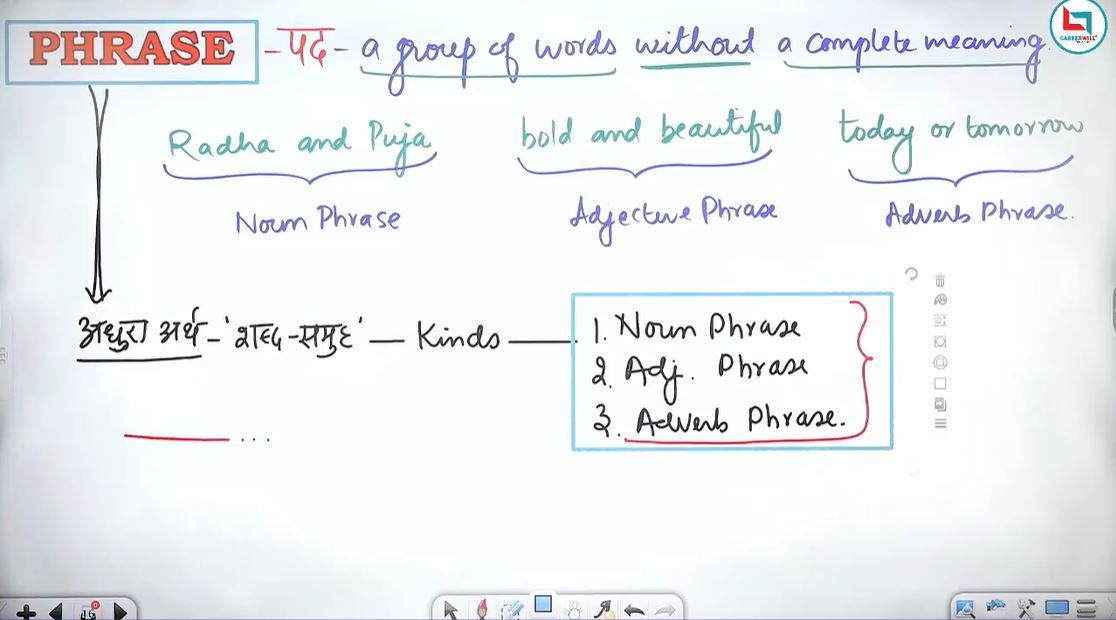 PHRASE - पद - a group of words without a complete meaning.
CAREERWILL
Radha and Puja bold and beautiful today or tomorrow
Noun Phrase Adjective Phrase Adverb Phrase.
अधुरा अर्थ - 'शब्द-समुह' — Kinds —
1. Noun Phrase
2. Adj. Phrase
3. Adverb Phrase.
...